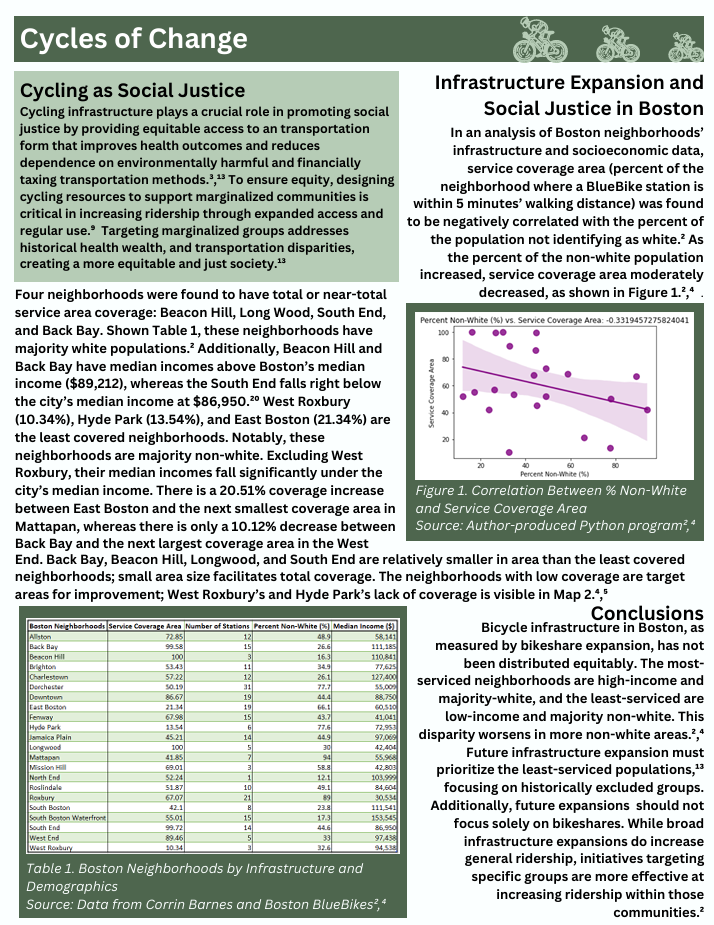 Cycles of Change
Cycling as Social Justice
Cycling infrastructure plays a crucial role in promoting social
justice by providing equitable access to an transportation
form that improves health outcomes and reduces
dependence on environmentally harmful and financially
taxing transportation methods.³,¹³ To ensure equity, designing
cycling resources to support marginalized communities is
critical in increasing ridership through expanded access and
regular use.⁹ Targeting marginalized groups addresses
historical health wealth, and transportation disparities,
creating a more equitable and just society.¹³
Infrastructure Expansion and
Social Justice in Boston
In an analysis of Boston neighborhoods’
infrastructure and socioeconomic data,
service coverage area (percent of the
neighborhood where a BlueBike station is
within 5 minutes’ walking distance) was found
to be negatively correlated with the percent of
the population not identifying as white.² As
the percent of the non-white population
increased, service coverage area moderately
decreased, as shown in Figure 1.²,⁴ .
Four neighborhoods were found to have total or near-total
service area coverage: Beacon Hill, Long Wood, South End,
and Back Bay. Shown Table 1, these neighborhoods have
majority white populations.² Additionally, Beacon Hill and
Back Bay have median incomes above Boston’s median
income ($89,212), whereas the South End falls right below
the city’s median income at $86,950.²⁰ West Roxbury
(10.34%), Hyde Park (13.54%), and East Boston (21.34%) are
the least covered neighborhoods. Notably, these
neighborhoods are majority non-white. Excluding West
Roxbury, their median incomes fall significantly under the
city’s median income. There is a 20.51% coverage increase
between East Boston and the next smallest coverage area in
Mattapan, whereas there is only a 10.12% decrease between
Back Bay and the next largest coverage area in the West
End. Back Bay, Beacon Hill, Longwood, and South End are relatively smaller in area than the least covered
neighborhoods; small area size facilitates total coverage. The neighborhoods with low coverage are target
areas for improvement; West Roxbury’s and Hyde Park’s lack of coverage is visible in Map 2.⁴,⁵
Percent Non-White (%) vs. Service Coverage Area: -0.3319457275824041
Service Coverage Area
100
80
60
40
20
20 40 60 80
Percent Non-White (%)
Figure 1. Correlation Between % Non-White
and Service Coverage Area
Source: Author-produced Python program²,⁴
Boston Neighborhoods Service Coverage Area Number of Stations Percent Non-White (%) Median Income ($)
Allston 72.85 12 48.9 58,141
Back Bay 99.58 15 26.6 111,185
Beacon Hill 100 3 16.3 110,841
Brighton 53.43 11 34.9 77,625
Charlestown 57.22 12 26.1 127,400
Dorchester 50.19 31 77.7 55,009
Downtown 86.67 19 44.4 88,750
East Boston 21.34 19 66.1 60,510
Fenway 67.98 15 43.7 41,041
Hyde Park 13.54 6 77.6 72,953
Jamaica Plain 45.21 14 44.9 97,069
Longwood 100 5 30 42,404
Mattapan 41.85 7 94 55,968
Mission Hill 69.01 3 58.8 42,803
North End 52.24 1 12.1 103,999
Roslindale 51.87 10 49.1 84,604
Roxbury 67.07 21 89 30,534
South Boston 42.1 8 23.8 111,541
South Boston Waterfront 55.01 15 17.3 153,545
South End 99.72 14 44.6 86,950
West End 89.46 5 33 97,438
West Roxbury 10.34 3 32.6 94,538
Table 1. Boston Neighborhoods by Infrastructure and
Demographics
Source: Data from Corrin Barnes and Boston BlueBikes²,⁴
Conclusions
Bicycle infrastructure in Boston, as
measured by bikeshare expansion, has not
been distributed equitably. The most-
serviced neighborhoods are high-income and
majority-white, and the least-serviced are
low-income and majority non-white. This
disparity worsens in more non-white areas.²,⁴
Future infrastructure expansion must
prioritize the least-serviced populations,¹³
focusing on historically excluded groups.
Additionally, future expansions should not
focus solely on bikeshares. While broad
infrastructure expansions do increase
general ridership, initiatives targeting
specific groups are more effective at
increasing ridership within those
communities.²